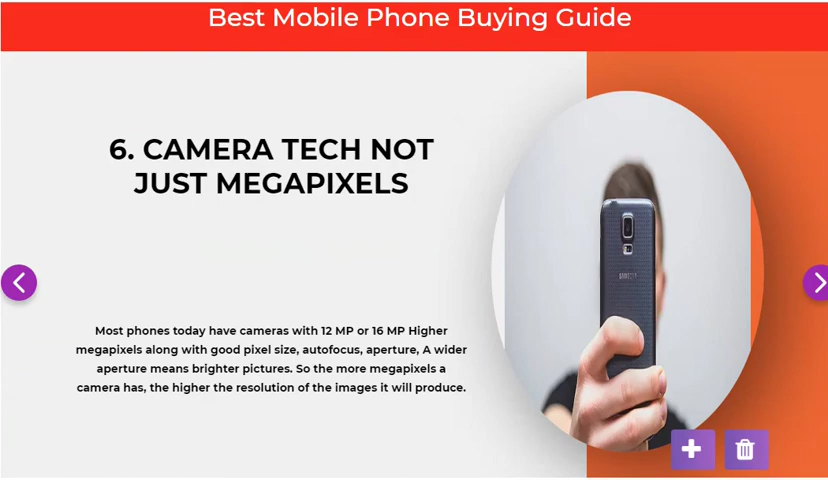 Best Mobile Phone Buying Guide
6. CAMERA TECH NOT
JUST MEGAPIXELS
SAMSUNG
Most phones today have cameras with 12 MP or 16 MP Higher
megapixels along with good pixel size, autofocus, aperture, A wider
aperture means brighter pictures. So the more megapixels a
camera has, the higher the resolution of the images it will produce.